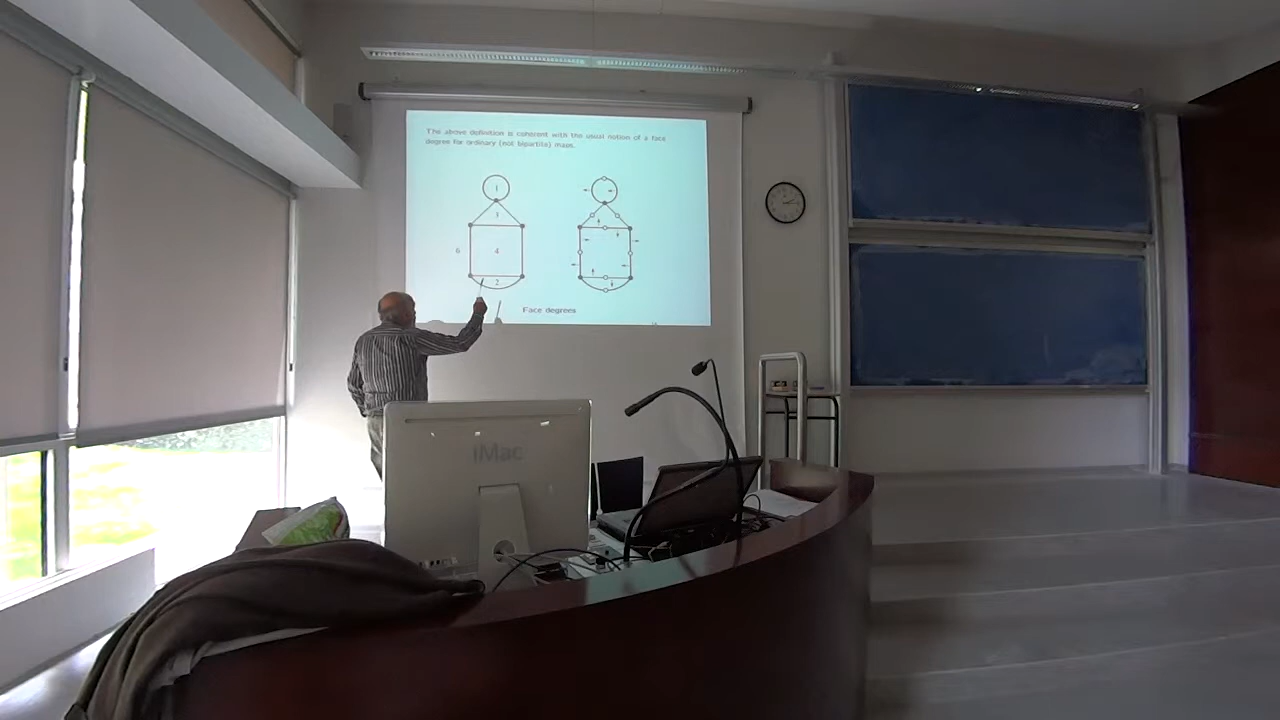 The above definition is coherent with the usual notion of a face
degree for ordinary (not bipartite) maps.
1
3
6 4
2
Face degrees
iMac